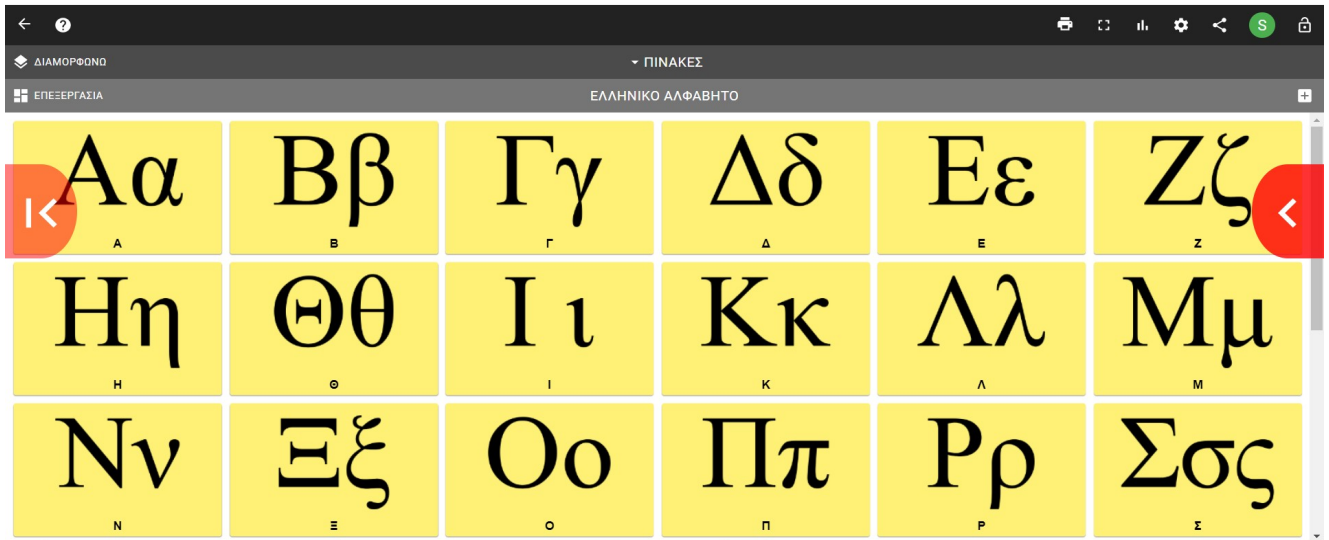 S
ΔΙΑΜΟΡΦΩΝΩ
ΠΙΝΑΚΕΣ
ΕΠΕΞΕΡΓΑΣΙΑ
ΕΛΛΗΝΙΚΟ ΑΛΦΑΒΗΤΟ
Αα Ββ Γγ Δδ Εε Ζζ
Α Β Γ Δ Ε Ζ
Ηη Θθ Ι ι Κκ Λλ Μμ
Η Θ Ι Κ Λ Μ
Νν Ξξ Οο Ππ Ρρ Σσς
Ν Ξ Ο Π Ρ Σ